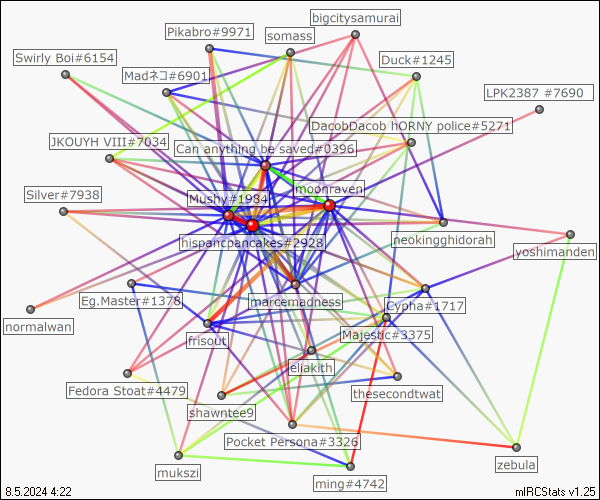 bigcitysamurai
Pikabro#9971
somass
Swirly Boi#6154
Duck#1245
Madネコ#6901
LPK2387 #7690
DacobDacob hORNY police#5271
JKOUYH VIII#7034
Can anything be saved#0396
Silver#7938
Mushy#1984
moonraven
hispancpancakes#2928
neokingghidorah
yoshimanden
Eg.Master#1378
marcemadness
Cypha#1717
normalwan
frisout
Majestic#3375
eliakith
Fedora Stoat#4479
thesecondtwat
shawntee9
Pocket Persona#3326
mukszi
zebula
ming#4742
8.5.2024 4:22
mIRCStats v1.25